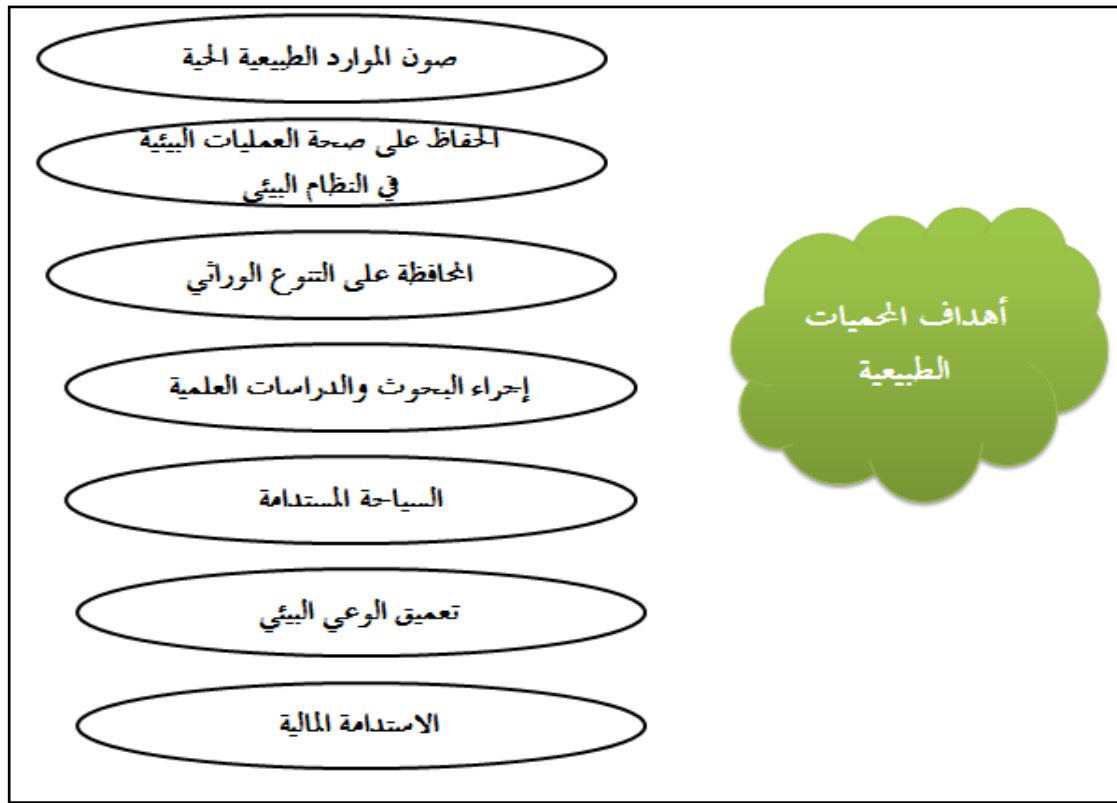 أهداف المحميات
الطبيعية
صون الموارد الطبيعية الحية
الحفاظ على صحة العمليات البيئية
في النظام البيئي
المحافظة على التنوع الوراثي
إجراء البحوث والدراسات العلمية
السياحة المستدامة
تعميق الوعي البيئي
الاستدامة المالية